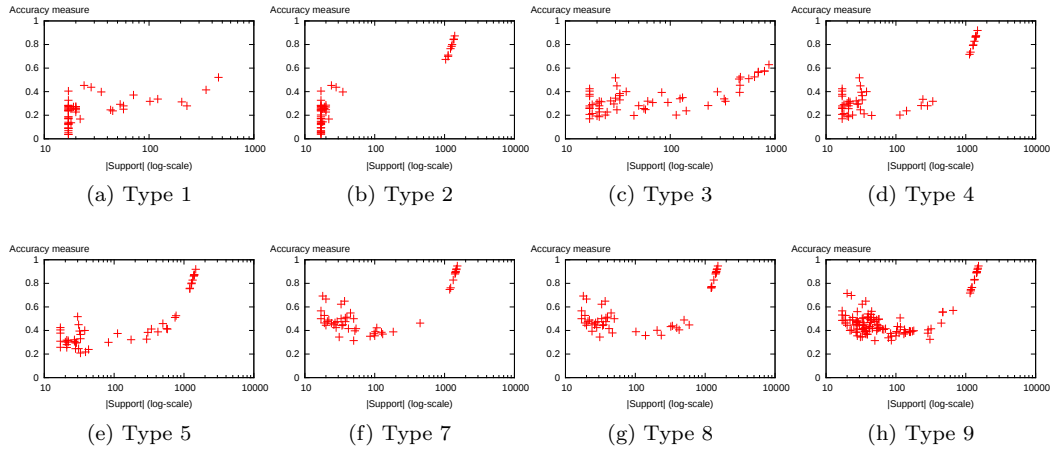 Accuracy measure Accuracy measure Accuracy measure Accuracy measure
1 1 1 1
0.8 0.8 0.8 0.8
0.6 0.6 0.6 0.6
0.4 0.4 0.4 0.4
0.2 0.2 0.2 0.2
0 0 0 0
10 100 1000 10 100 1000 10000 10 100 1000 10 100 1000 10000
|Support| (log-scale) |Support| (log-scale) |Support| (log-scale) |Support| (log-scale)
(a) Type 1 (b) Type 2 (c) Type 3 (d) Type 4
Accuracy measure Accuracy measure Accuracy measure Accuracy measure
1 1 1 1
0.8 0.8 0.8 0.8
0.6 0.6 0.6 0.6
0.4 0.4 0.4 0.4
0.2 0.2 0.2 0.2
0 0 0 0
10 100 1000 10000 10 100 1000 10000 10 100 1000 10000 10 100 1000 10000
|Support| (log-scale) |Support| (log-scale) |Support| (log-scale) |Support| (log-scale)
(e) Type 5 (f) Type 7 (g) Type 8 (h) Type 9